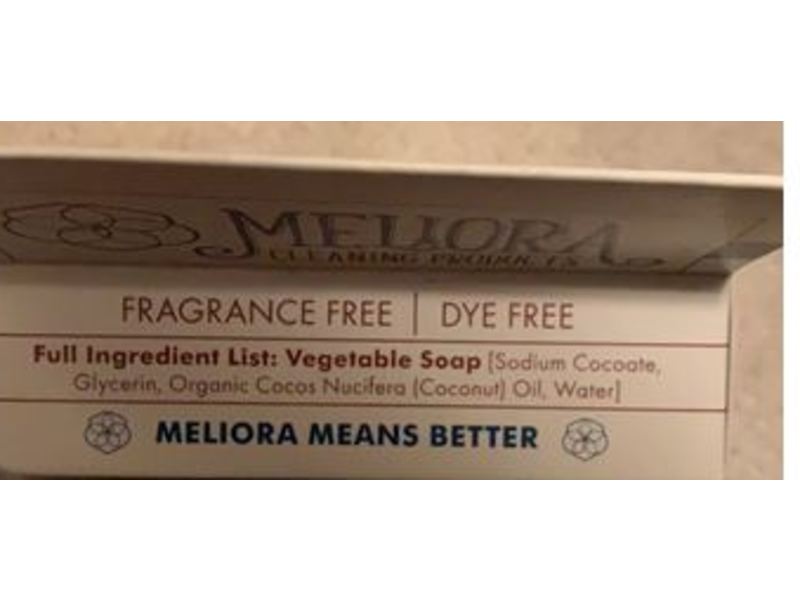 MELIORA
CLEANING PRODUCTS
FRAGRANCE FREE | DYE FREE
Full Ingredient List: Vegetable Soap [Sodium Cocoate,
Glycerin, Organic Cocos Nucifera (Coconut) Oil, Water]
MELIORA MEANS BETTER